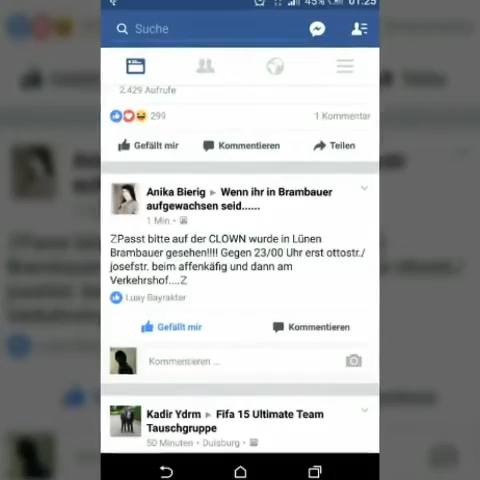 45% 01:25
Suche
2.429 Aufrufe
299 1 Kommentar
Gefällt mir Kommentieren Teilen
Anika Bierig ▸ Wenn ihr in Brambauer
aufgewachsen seid......
1 Min
ZPasst bitte auf der CLOWN wurde in Lünen
Brambauer gesehen!!!! Gegen 23/00 Uhr erst ottostr./
josefstr. beim affenkäfig und dann am
Verkehrshof....Z
Luay Bayrakter
Gefällt mir Kommentieren
Kommentieren ...
Kadir Ydrm ▸ Fifa 15 Ultimate Team
Tauschgruppe
50 Minuten • Duisburg